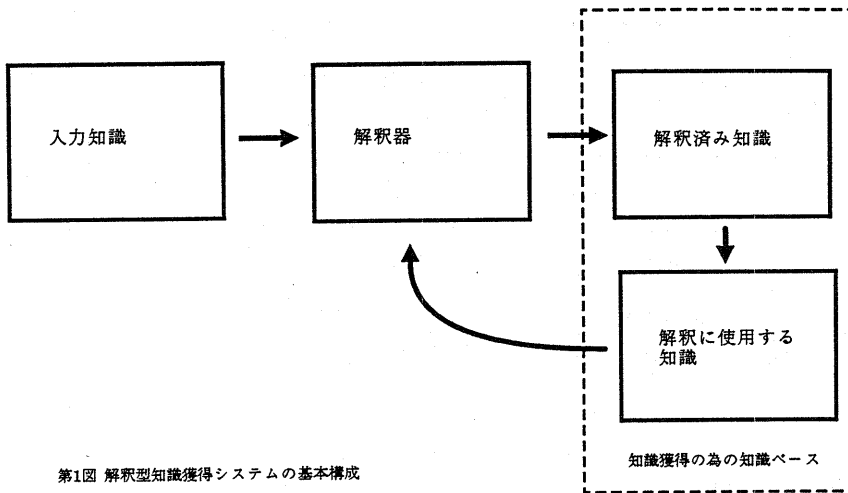 入力知識
解釈器
解釈済み知識
解釈に使用する
知識
知識獲得の為の知識ベース
第1図 解釈型知識獲得システムの基本構成